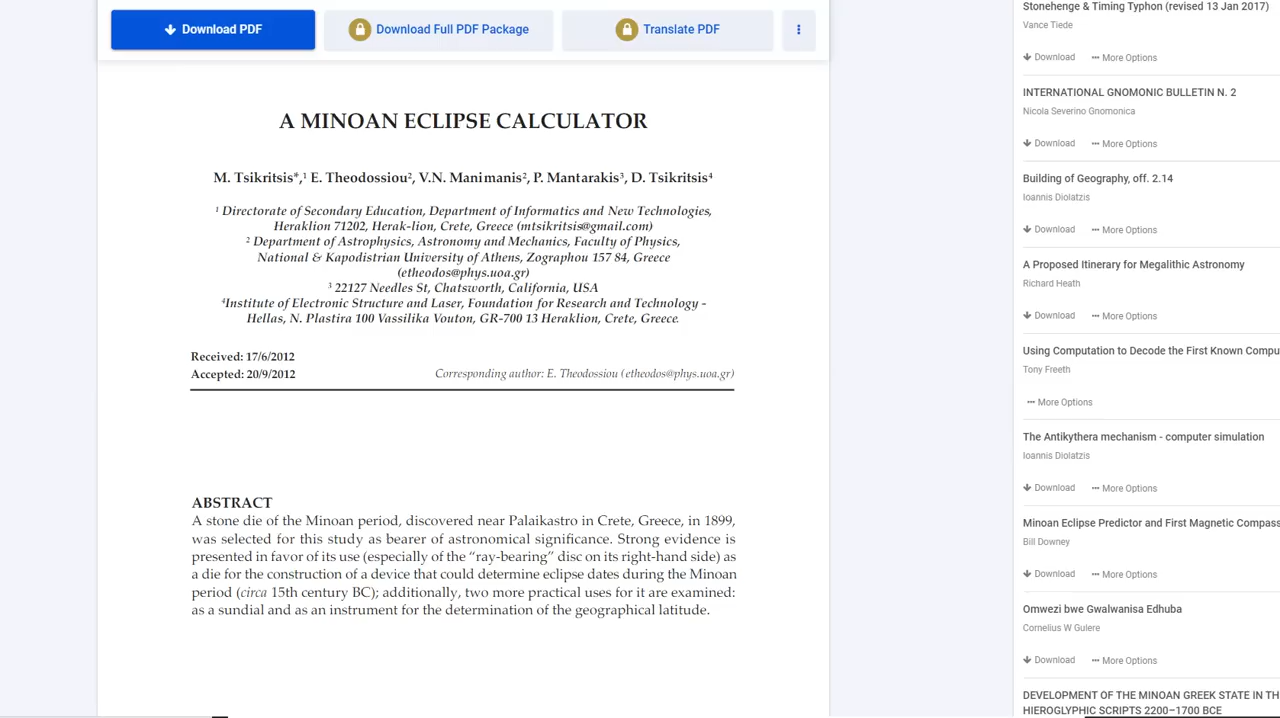 Download PDF
Download Full PDF Package
Translate PDF
A MINOAN ECLIPSE CALCULATOR
M. Tsikritsis*,¹ E. Theodossiou², V.N. Manimanis², P. Mantarakis³, D. Tsikritsis⁴
¹ Directorate of Secondary Education, Department of Informatics and New Technologies,
Heraklion 71202, Herak-lion, Crete, Greece (mtsikritsis@gmail.com)
² Department of Astrophysics, Astronomy and Mechanics, Faculty of Physics,
National & Kapodistrian University of Athens, Zographou 157 84, Greece
(etheodos@phys.uoa.gr)
³ 22127 Needles St, Chatsworth, California, USA
⁴Institute of Electronic Structure and Laser, Foundation for Research and Technology -
Hellas, N. Plastira 100 Vassilika Vouton, GR-700 13 Heraklion, Crete, Greece.
Received: 17/6/2012
Accepted: 20/9/2012
Corresponding author: E. Theodossiou (etheodos@phys.uoa.gr)
ABSTRACT
A stone die of the Minoan period, discovered near Palaikastro in Crete, Greece, in 1899,
was selected for this study as bearer of astronomical significance. Strong evidence is
presented in favor of its use (especially of the “ray-bearing” disc on its right-hand side) as
a die for the construction of a device that could determine eclipse dates during the Minoan
period (circa 15th century BC); additionally, two more practical uses for it are examined:
as a sundial and as an instrument for the determination of the geographical latitude.
Stonehenge & Timing Typhon (revised 13 Jan 2017)
Vance Tiede
Download
More Options
INTERNATIONAL GNOMONIC BULLETIN N. 2
Nicola Severino Gnomonica
Download
More Options
Building of Geography, off. 2.14
Ioannis Diolatzis
Download
More Options
A Proposed Itinerary for Megalithic Astronomy
Richard Heath
Download
More Options
Using Computation to Decode the First Known Compu
Tony Freeth
More Options
The Antikythera mechanism - computer simulation
Ioannis Diolatzis
Download
More Options
Minoan Eclipse Predictor and First Magnetic Compass
Bill Downey
Download
More Options
Omwezi bwe Gwalwanisa Edhuba
Cornelius W Gulere
Download
More Options
DEVELOPMENT OF THE MINOAN GREEK STATE IN TH
HIEROGLYPHIC SCRIPTS 2200–1700 BCE